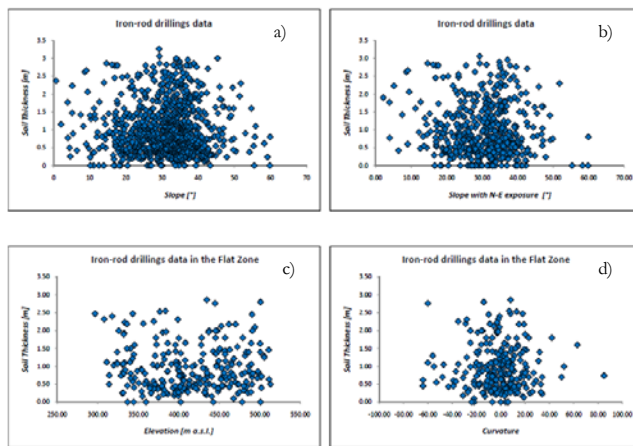 Iron-rod drillings data
a)
3.5
3
2.5
2
1.5
1
0.5
0
Soil Thickness [m]
0 10 20 30 40 50 60 70
Slope [°]
Iron-rod drillings data
b)
3.5
3
2.5
2
1.5
1
0.5
0
Soil Thickness [m]
0.00 10.00 20.00 30.00 40.00 50.00 60.00 70.00
Slope with N-E exposure [°]
Iron-rod drillings data in the Flat Zone
c)
3.50
3.00
2.50
2.00
1.50
1.00
0.50
0.00
Soil Thickness [m]
250.00 300.00 350.00 400.00 450.00 500.00 550.00
Elevation [m a.s.l.]
Iron-rod drillings data in the Flat Zone
d)
3.50
3.00
2.50
2.00
1.50
1.00
0.50
0.00
Soil Thickness [m]
-100.00 -80.00 -60.00 -40.00 -20.00 0.00 20.00 40.00 60.00 80.00 100.00
Curvature